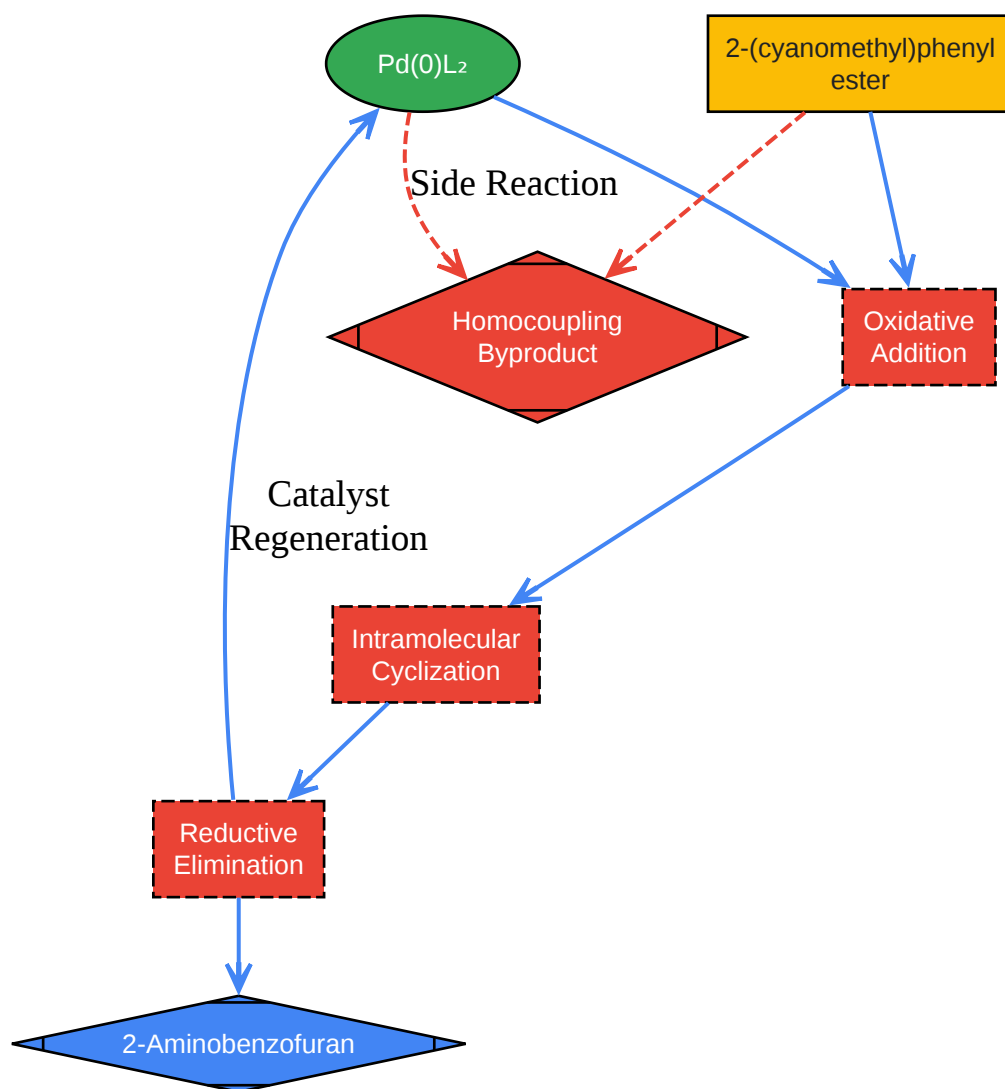 Pd(0)L₂
2-(cyanomethyl)phenyl
ester
Side Reaction
Homocoupling
Byproduct
Oxidative
Addition
Catalyst
Regeneration
Intramolecular
Cyclization
Reductive
Elimination
2-Aminobenzofuran